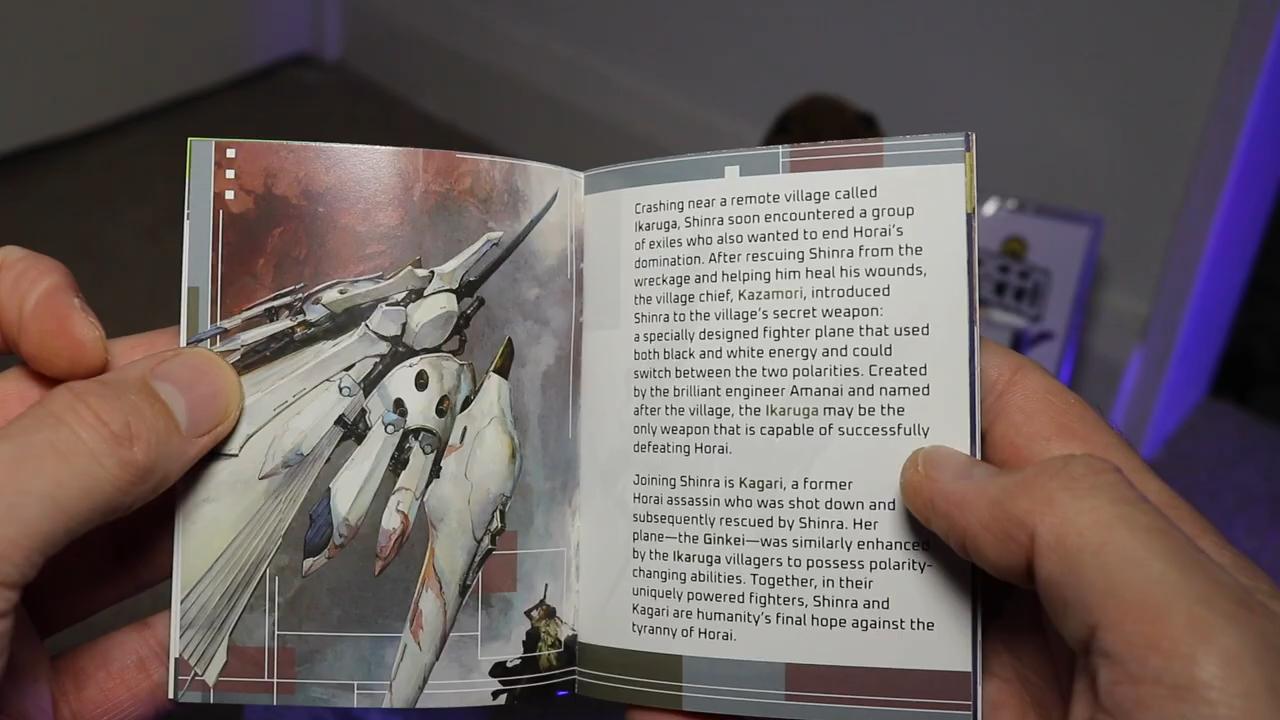 Crashing near a remote village called
Ikaruga, Shinra soon encountered a group
of exiles who also wanted to end Horai's
domination. After rescuing Shinra from the
wreckage and helping him heal his wounds,
the village chief, Kazamori, introduced
Shinra to the village's secret weapon:
a specially designed fighter plane that used
both black and white energy and could
switch between the two polarities. Created
by the brilliant engineer Amanai and named
after the village, the Ikaruga may be the
only weapon that is capable of successfully
defeating Horai.
Joining Shinra is Kagari, a former
Horai assassin who was shot down and
subsequently rescued by Shinra. Her
plane—the Ginkei—was similarly enhanced
by the Ikaruga villagers to possess polarity-
changing abilities. Together, in their
uniquely powered fighters, Shinra and
Kagari are humanity's final hope against the
tyranny of Horai.